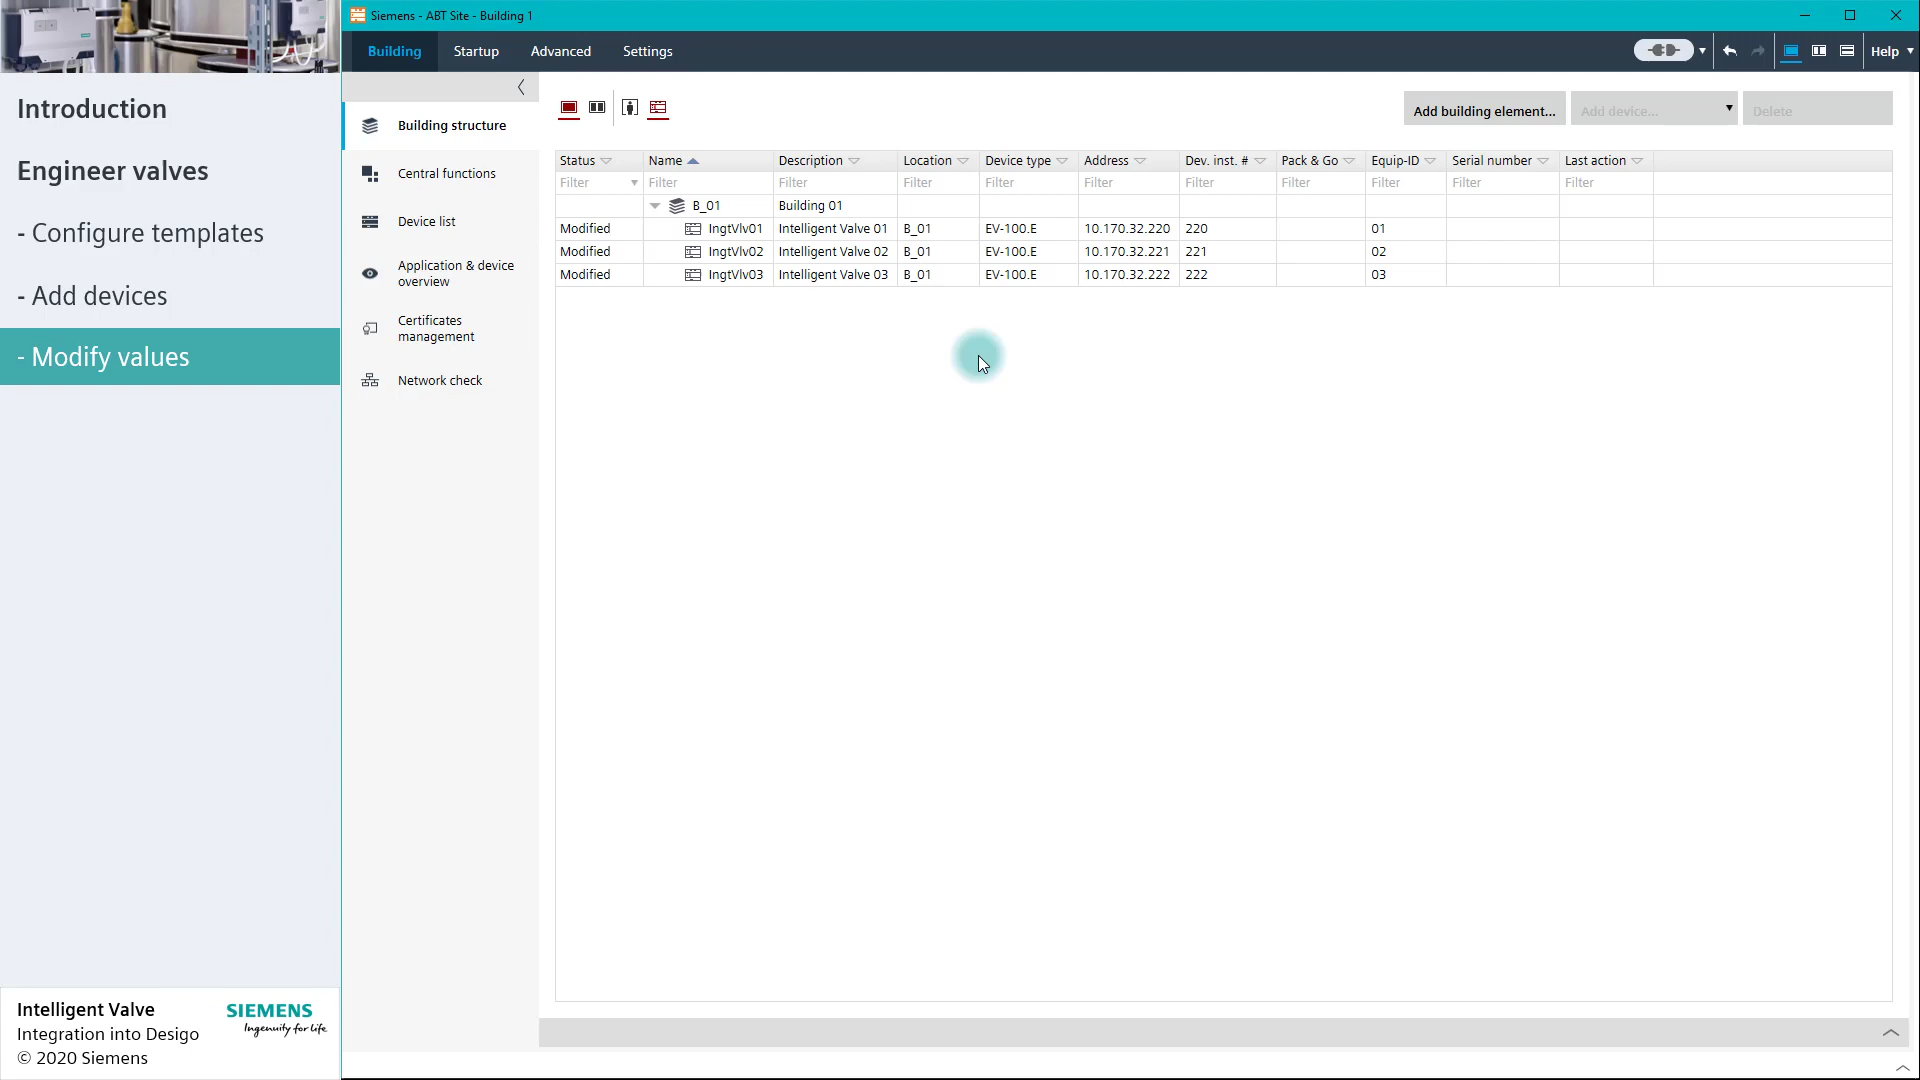 Introduction
Engineer valves
- Configure templates
- Add devices
- Modify values
Intelligent Valve
Integration into Desigo
© 2020 Siemens
SIEMENS
Ingenuity for life
Siemens - ABT Site - Building 1
Building Startup Advanced Settings Help
Building structure
Central functions
Device list
Application & device
overview
Certificates
management
Network check
Add building element... Add device... Delete
Status Name Description Location Device type Address Dev. inst. # Pack & Go Equip-ID Serial number Last action
Filter Filter Filter Filter Filter Filter Filter Filter Filter Filter Filter
B_01 Building 01
Modified IngtVlv01 Intelligent Valve 01 B_01 EV-100.E 10.170.32.220 220 01
Modified IngtVlv02 Intelligent Valve 02 B_01 EV-100.E 10.170.32.221 221 02
Modified IngtVlv03 Intelligent Valve 03 B_01 EV-100.E 10.170.32.222 222 03